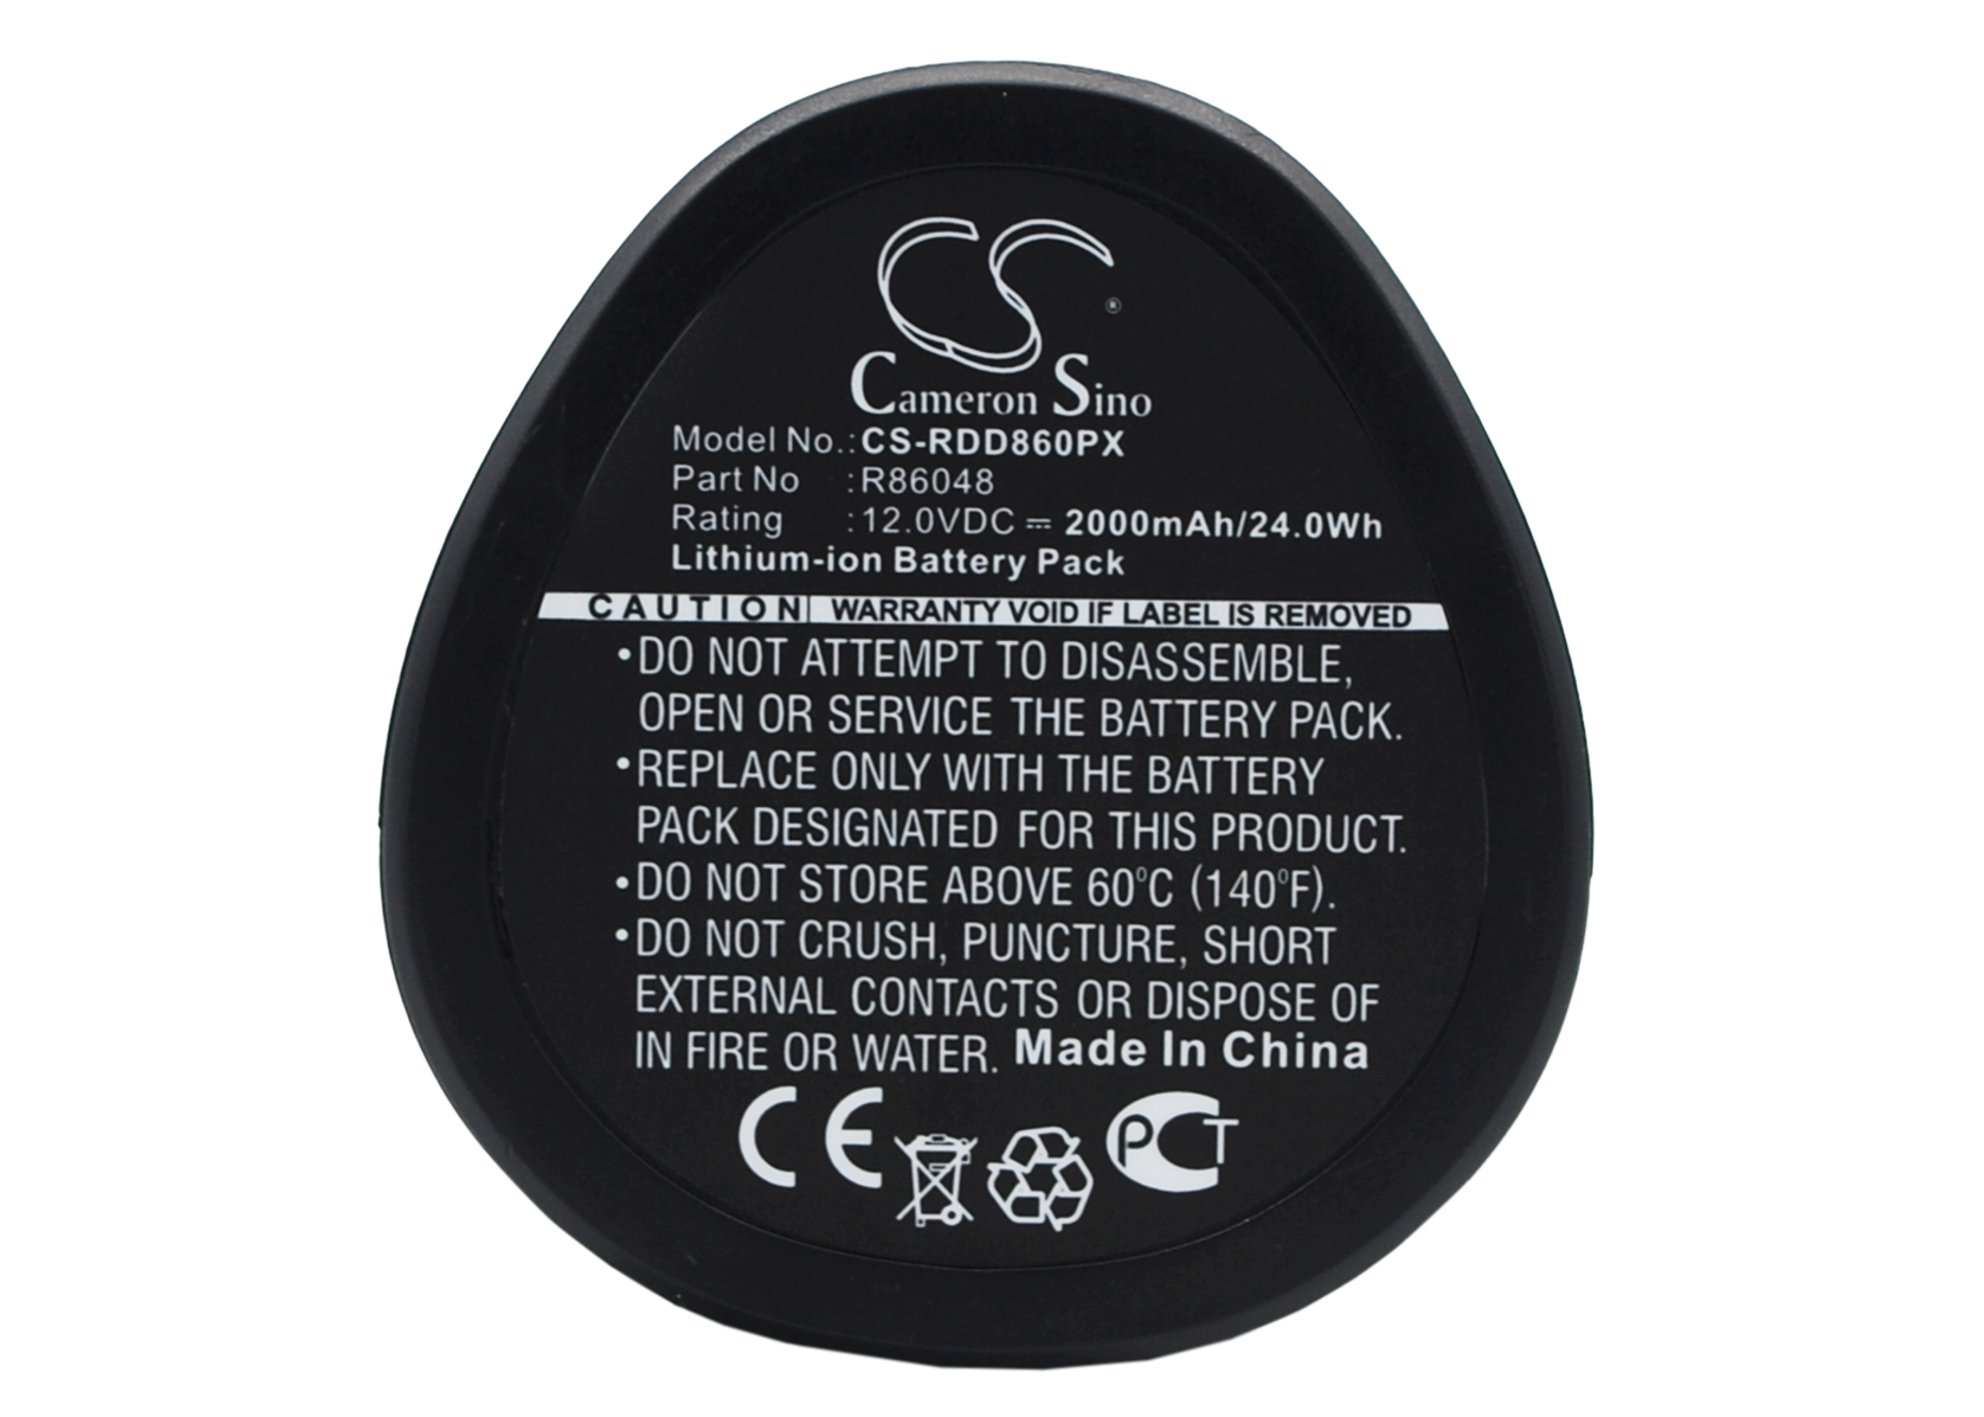 CS ®
Cameron Sino
Model No.: CS-RDD860PX
Part No : R86048
Rating : 12.0VDC ⎓ 2000mAh/24.0Wh
Lithium-ion Battery Pack
CAUTION | WARRANTY VOID IF LABEL IS REMOVED
•DO NOT ATTEMPT TO DISASSEMBLE,
OPEN OR SERVICE THE BATTERY PACK.
•REPLACE ONLY WITH THE BATTERY
PACK DESIGNATED FOR THIS PRODUCT.
•DO NOT STORE ABOVE 60°C (140°F).
•DO NOT CRUSH, PUNCTURE, SHORT
EXTERNAL CONTACTS OR DISPOSE OF
IN FIRE OR WATER. Made In China
CE PCT